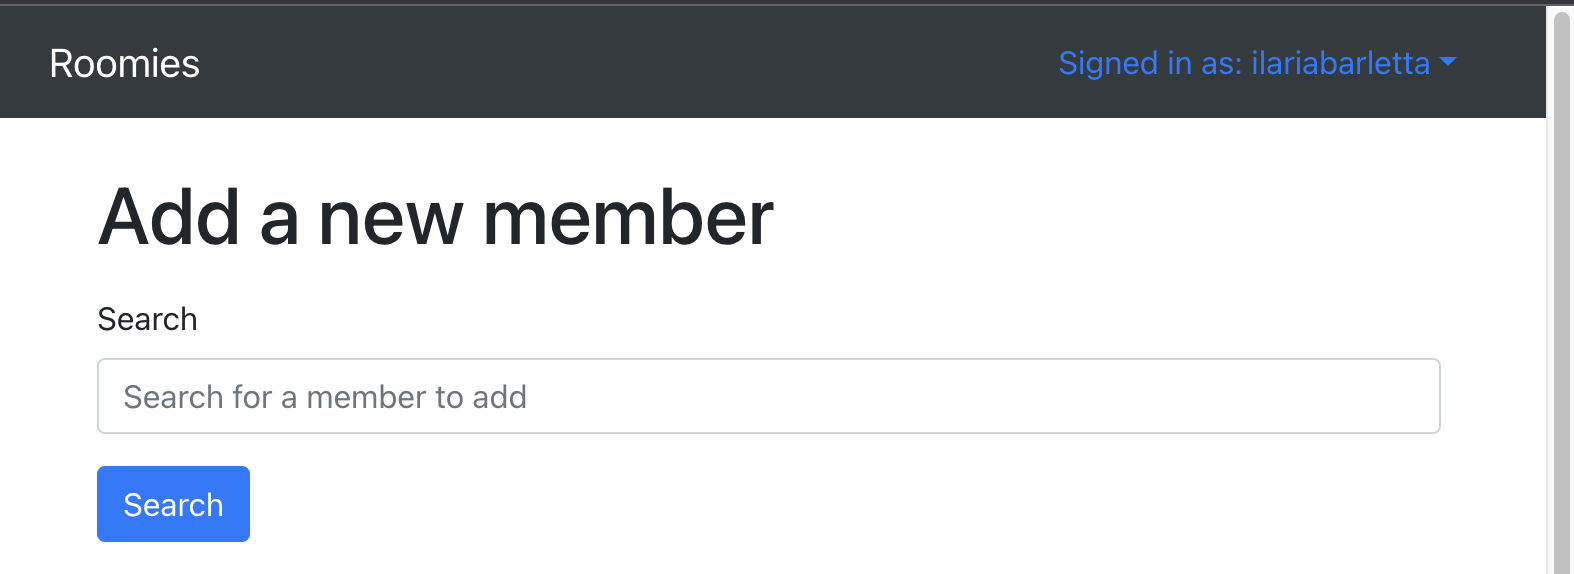 Roomies
Signed in as: ilariabarletta
Add a new member
Search
Search for a member to add
Search